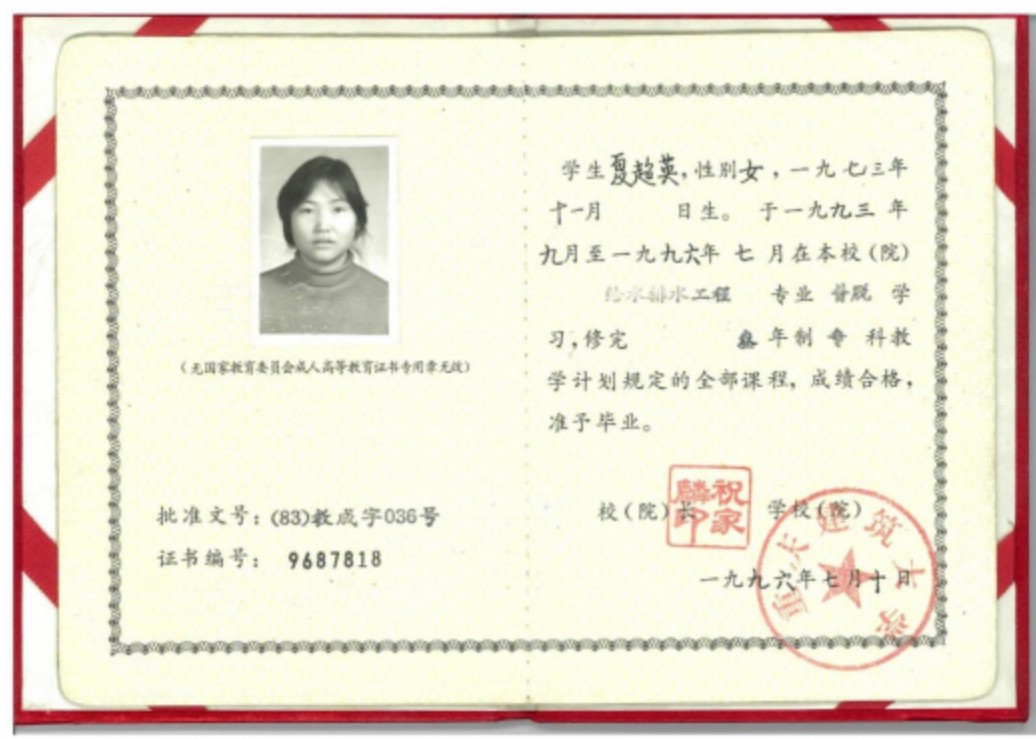 (无国家教育委员会成人高等教育证书专用章无效)
批准文号：(83)教成字036号
证书编号： 9687818
学生夏超英，性别女，一九七三年
十一月 日生。于一九九三 年
九月至一九九六年 七 月在本校(院)
给水排水工程 专业 普脱 学
习，修完 叁 年制 专 科教
学计划规定的全部课程，成绩合格，
准予毕业。
校(院)长 学校(院)
祝家麟印
重庆建筑大学
一九九六年七月十日